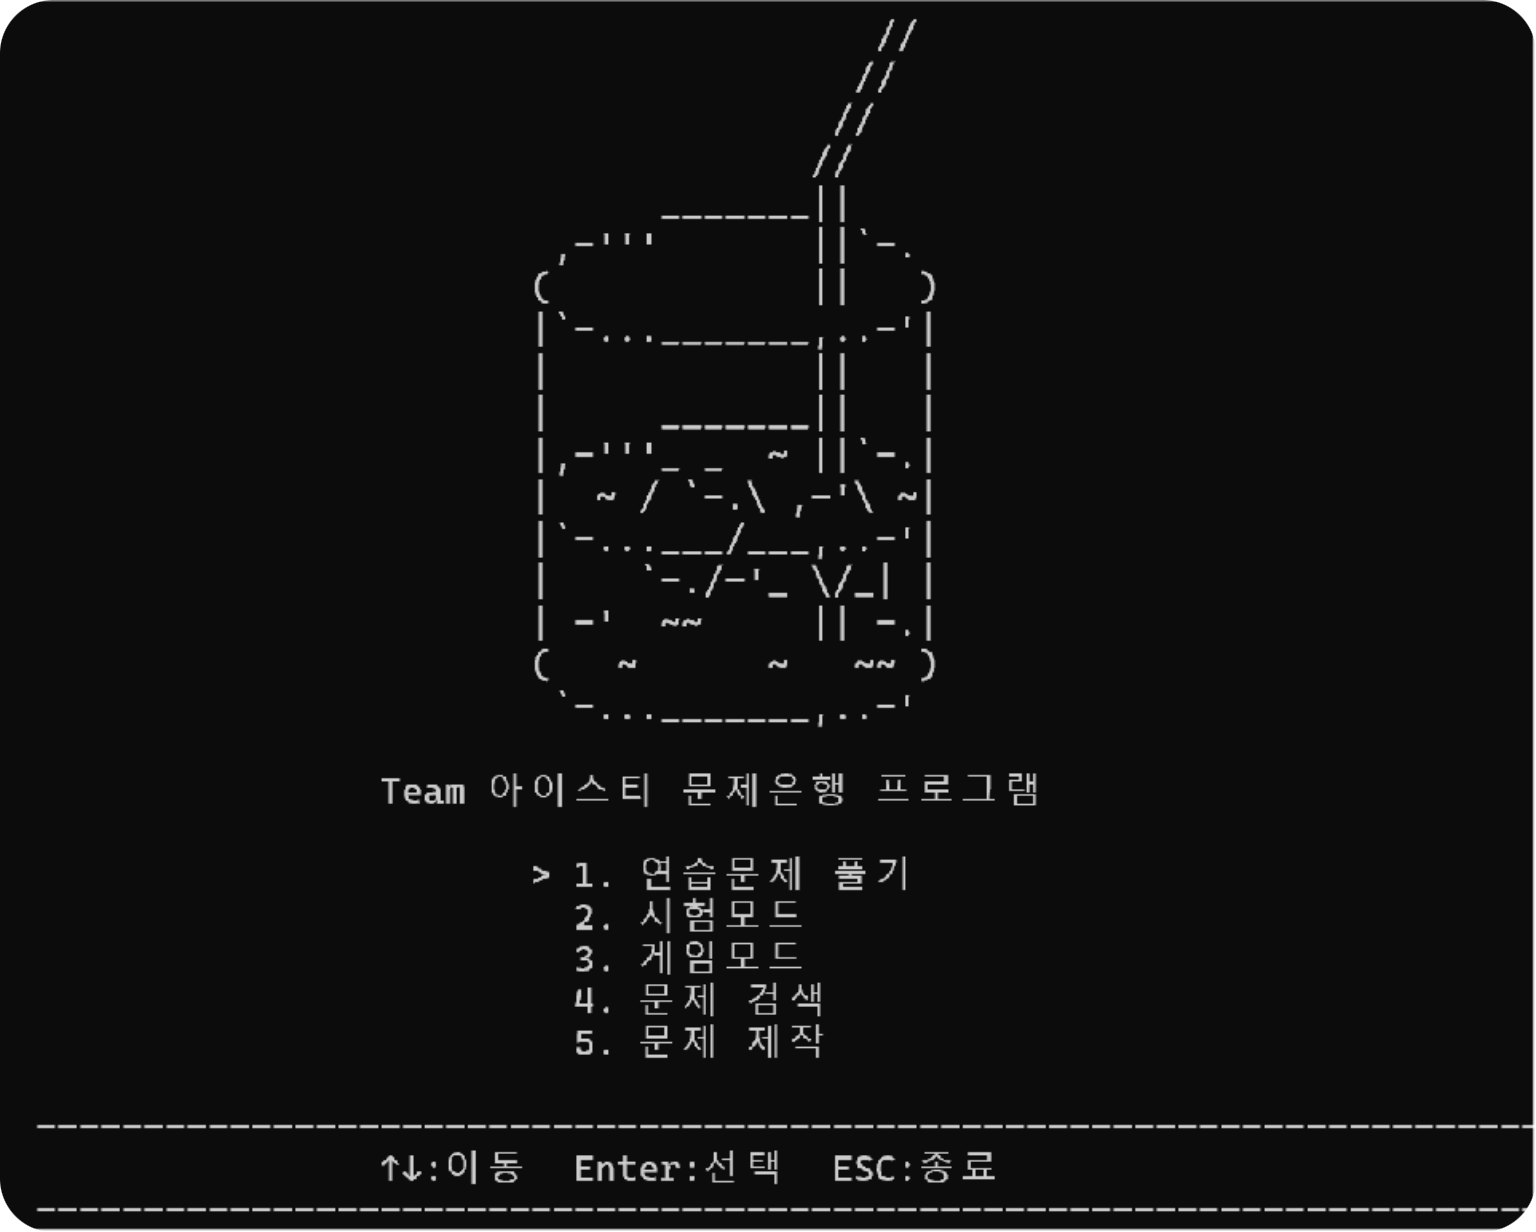 Team 아이스티 문제은행 프로그램
> 1. 연습문제 풀기
2. 시험모드
3. 게임모드
4. 문제 검색
5. 문제 제작
↑↓:이동 Enter:선택 ESC:종료